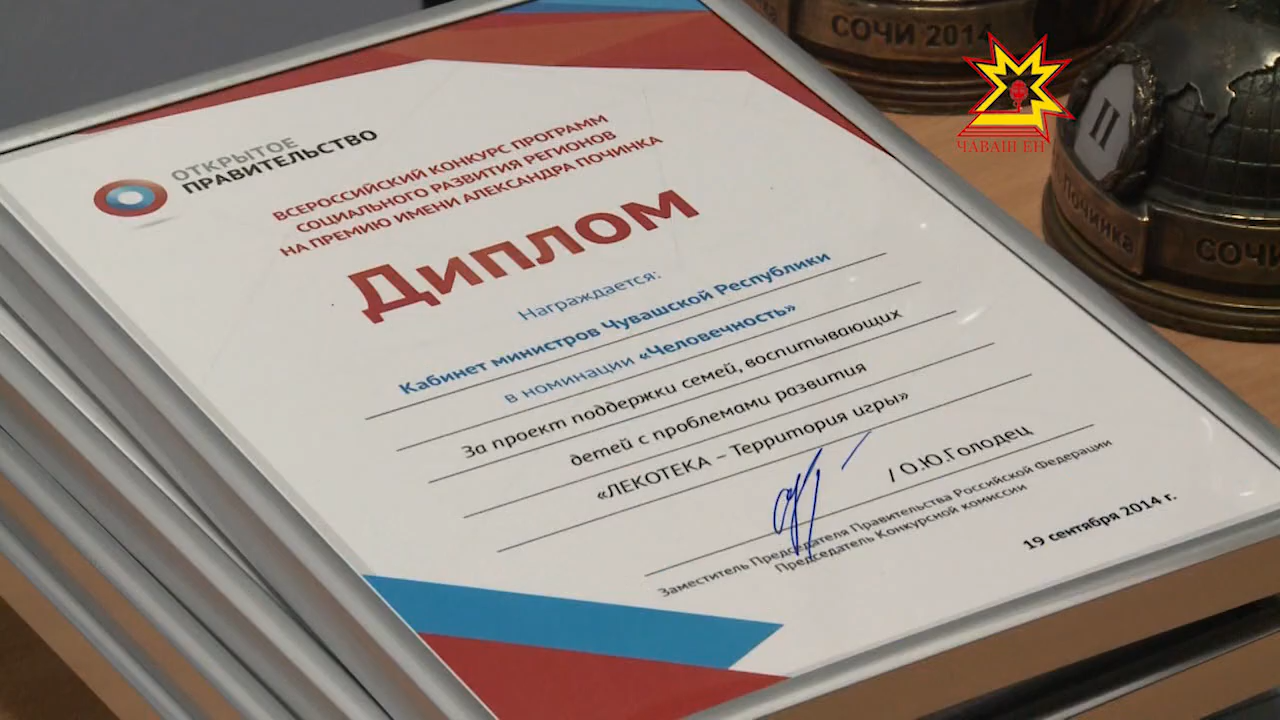 ОТКРЫТОЕ
ПРАВИТЕЛЬСТВО
ВСЕРОССИЙСКИЙ КОНКУРС ПРОГРАММ
СОЦИАЛЬНОГО РАЗВИТИЯ РЕГИОНОВ
НА ПРЕМИЮ ИМЕНИ АЛЕКСАНДРА ПОЧИНКА
Диплом
Награждается:
Кабинет министров Чувашской Республики
в номинации «Человечность»
За проект поддержки семей, воспитывающих
детей с проблемами развития
«ЛЕКОТЕКА – Территория игры»
/ О.Ю.Голодец
Заместитель Председателя Правительства Российской Федерации
Председатель Конкурсной комиссии
19 сентября 2014 г.
СОЧИ 2014
ЧАВАШ ЕН
II
Починка
СОЧИ